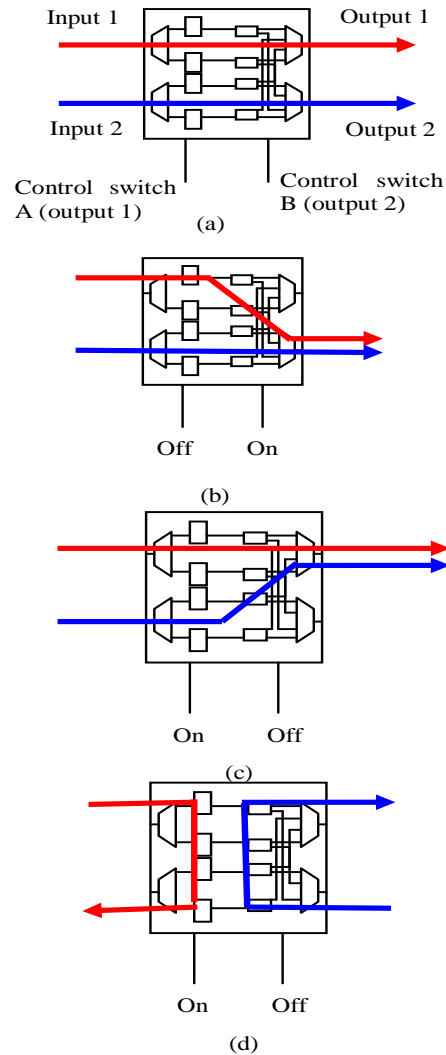 Input 1 Output 1
Input 2 Output 2
Control switch A (output 1)
Control switch B (output 2)
(a)
Off On
(b)
On Off
(c)
On Off
(d)